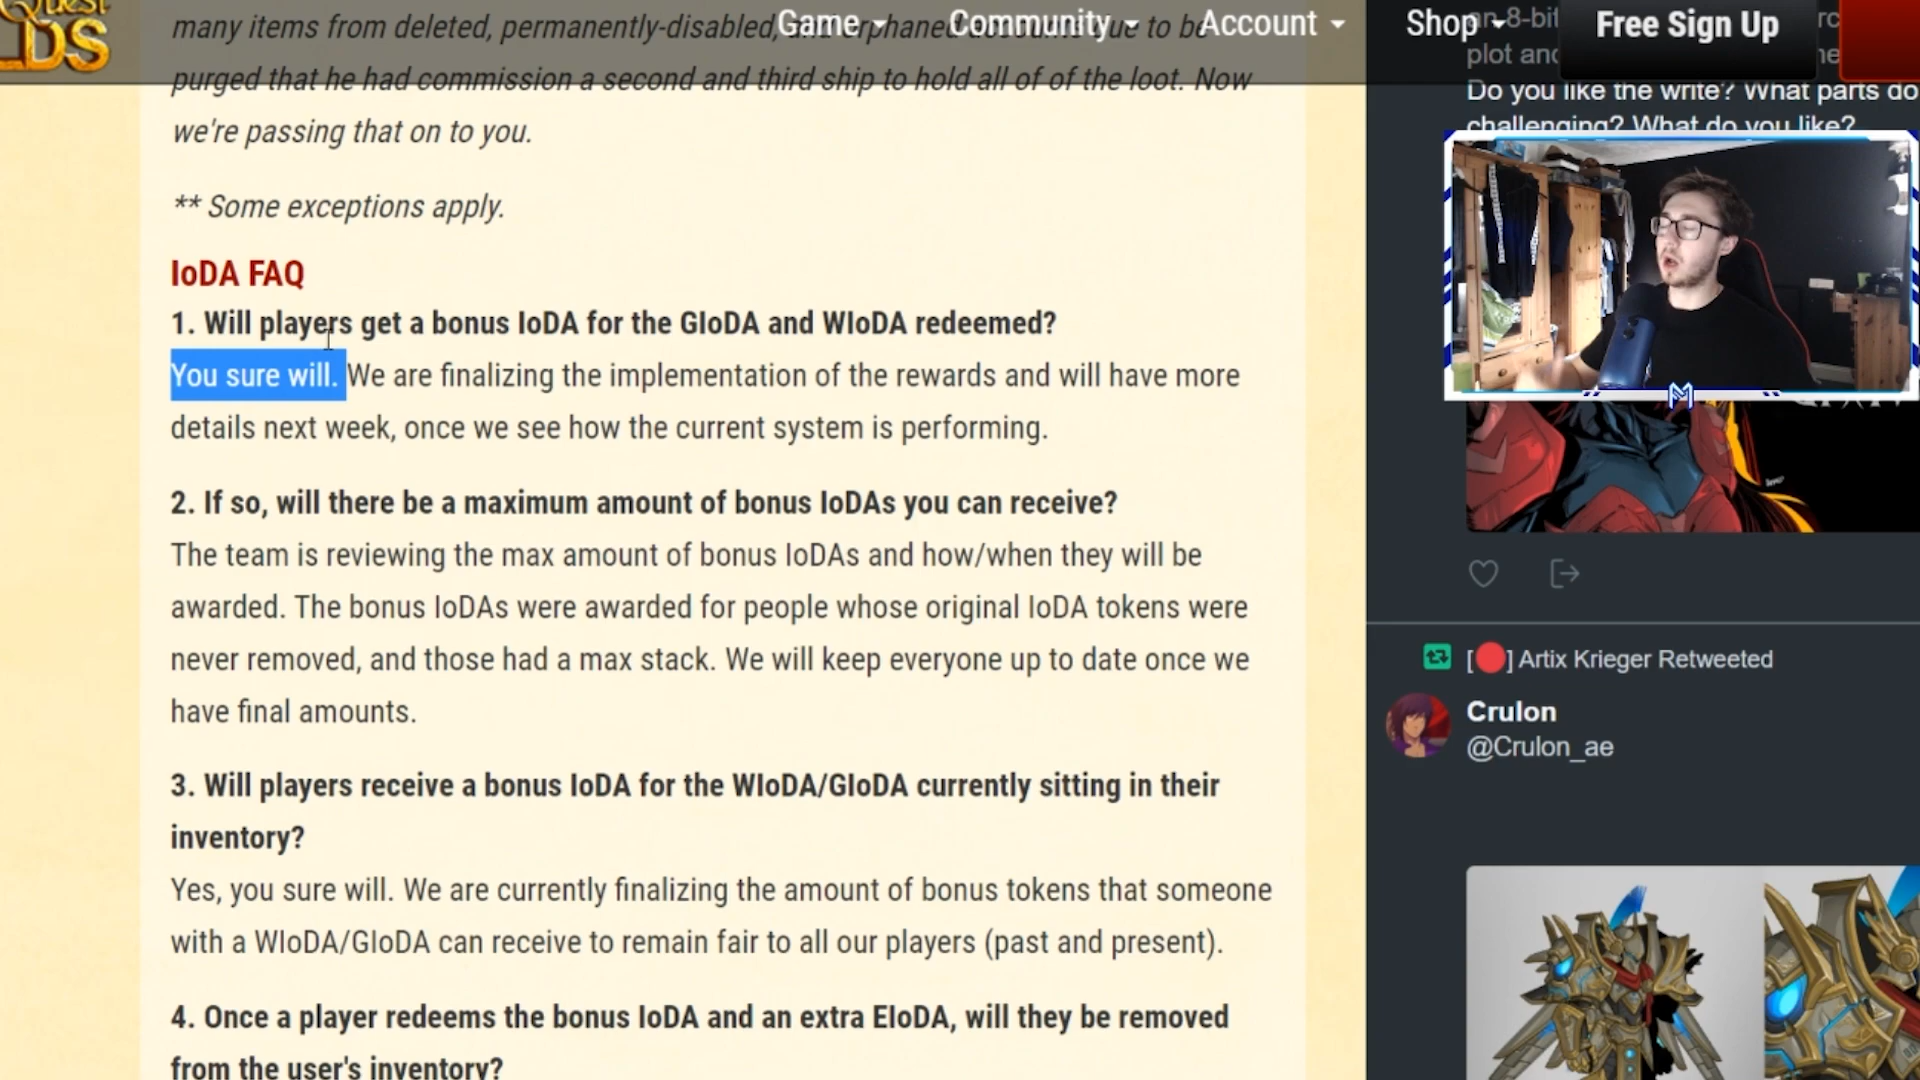 Quest
LDS
Game
Community
Account
Shop
Free Sign Up
many items from deleted, permanently-disabled,
purged that he had commission a second and third ship to hold all of of the loot. Now
we're passing that on to you.
** Some exceptions apply.
IoDA FAQ
1. Will players get a bonus IoDA for the GIoDA and WIoDA redeemed?
You sure will. We are finalizing the implementation of the rewards and will have more
details next week, once we see how the current system is performing.
2. If so, will there be a maximum amount of bonus IoDAs you can receive?
The team is reviewing the max amount of bonus IoDAs and how/when they will be
awarded. The bonus IoDAs were awarded for people whose original IoDA tokens were
never removed, and those had a max stack. We will keep everyone up to date once we
have final amounts.
3. Will players receive a bonus IoDA for the WIoDA/GIoDA currently sitting in their
inventory?
Yes, you sure will. We are currently finalizing the amount of bonus tokens that someone
with a WIoDA/GIoDA can receive to remain fair to all our players (past and present).
4. Once a player redeems the bonus IoDA and an extra EIoDA, will they be removed
from the user's inventory?
an 8-bit
plot and
Do you like the write? What parts do
challenging? What do you like?
M
[🔴] Artix Krieger Retweeted
Crulon
@Crulon_ae